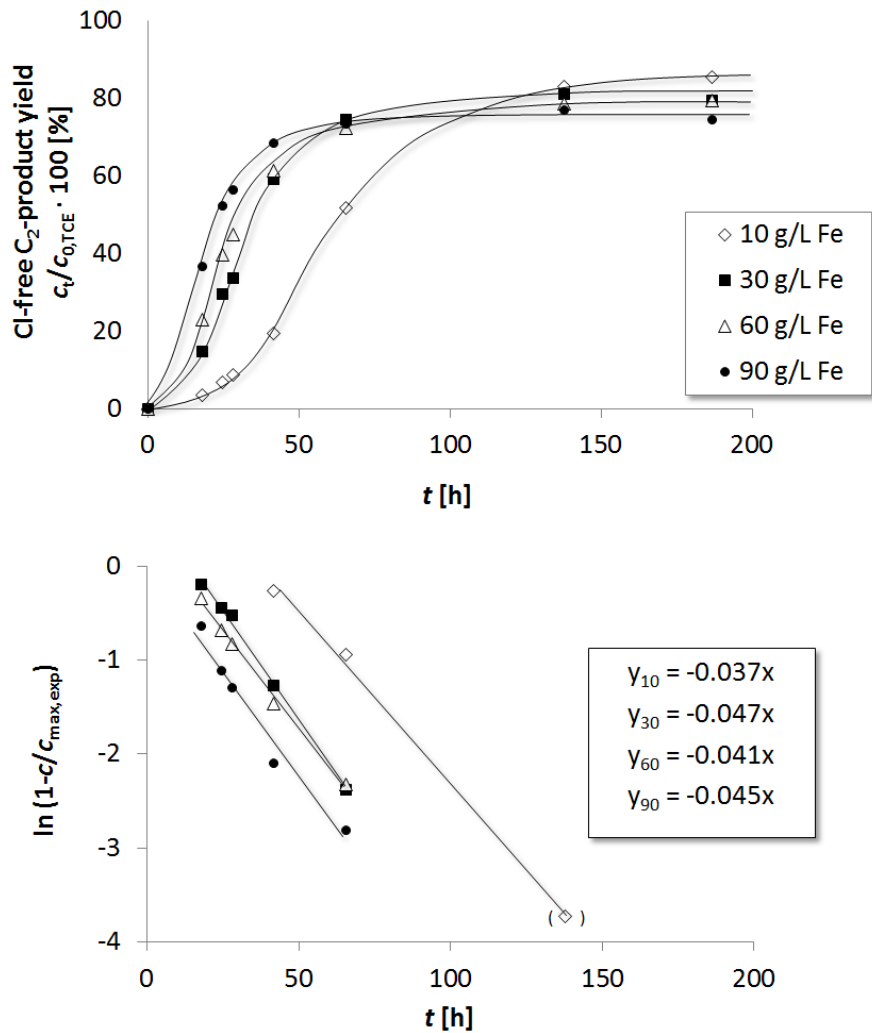 100
80
60
40
20
0
Cl-free C₂-product yield
cₜ/c₀,TCE · 100 [%]
0
50
100
150
200
t [h]
10 g/L Fe
30 g/L Fe
60 g/L Fe
90 g/L Fe
0
-1
-2
-3
-4
ln (1-c/cmax,exp)
( )
y₁₀ = -0.037x
y₃₀ = -0.047x
y₆₀ = -0.041x
y₉₀ = -0.045x
0
50
100
150
200
t [h]